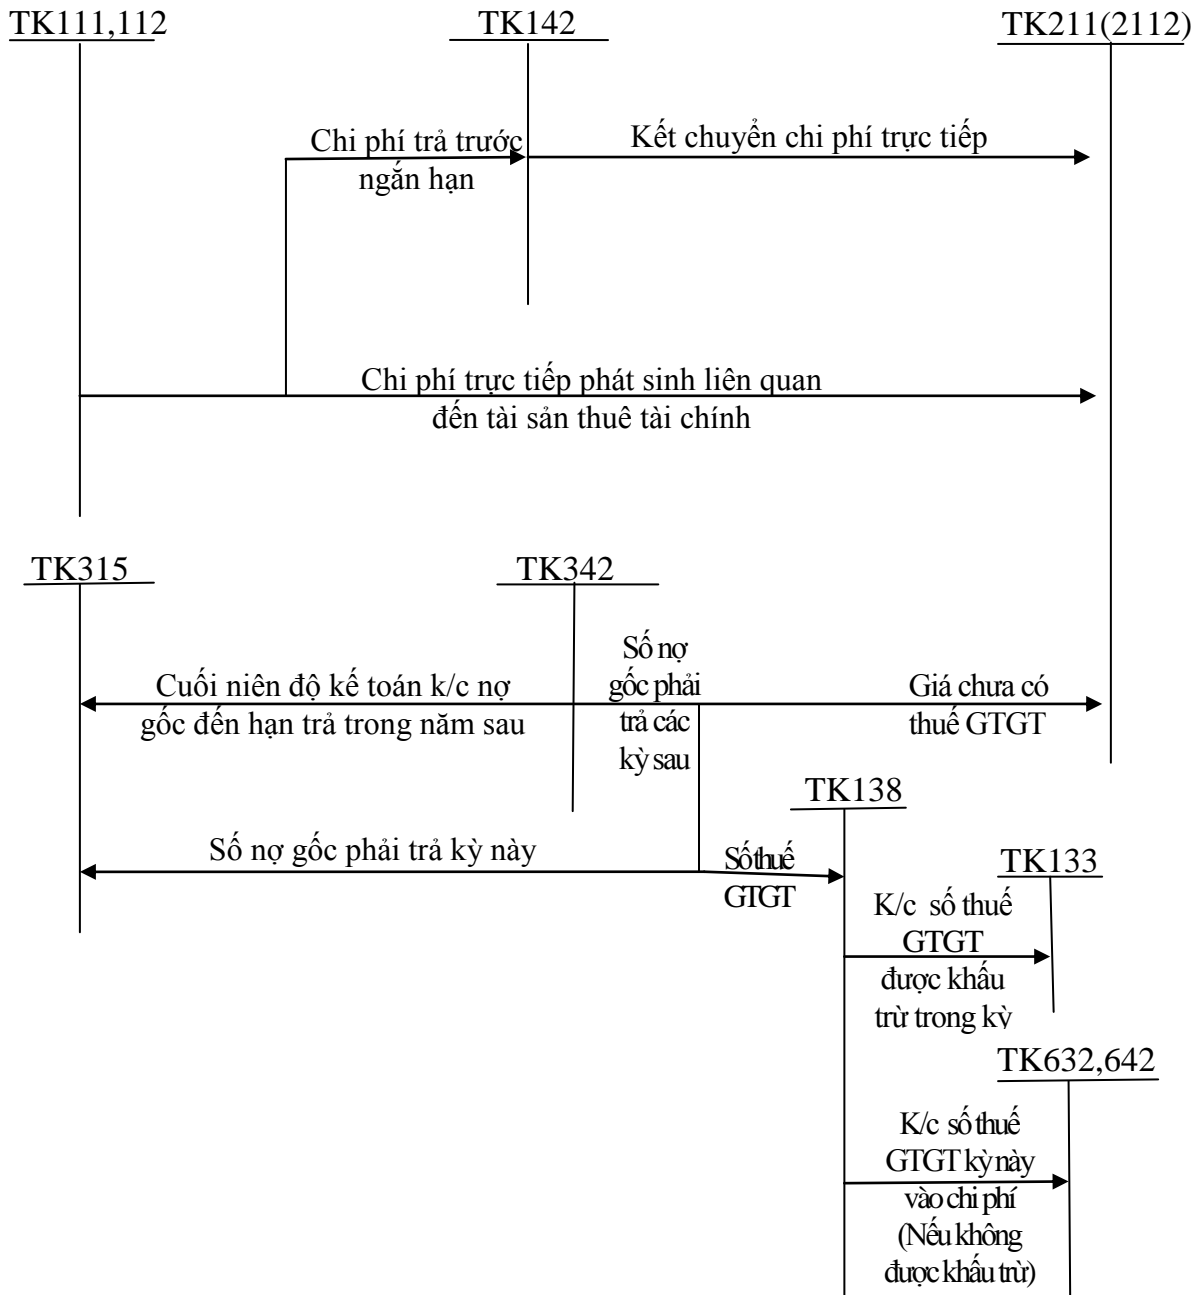 TK111,112
TK142
TK211(2112)
Chi phí trả trước
ngắn hạn
Kết chuyển chi phí trực tiếp
Chi phí trực tiếp phát sinh liên quan
đến tài sản thuê tài chính
TK315
TK342
Cuối niên độ kế toán k/c nợ
gốc đến hạn trả trong năm sau
Số nợ
gốc phải
trả các
kỳ sau
Giá chưa có
thuế GTGT
TK138
Số nợ gốc phải trả kỳ này
Số thuế
GTGT
TK133
K/c số thuế
GTGT
được khấu
trừ trong kỳ
TK632,642
K/c số thuế
GTGT kỳ này
vào chi phí
(Nếu không
được khấu trừ)